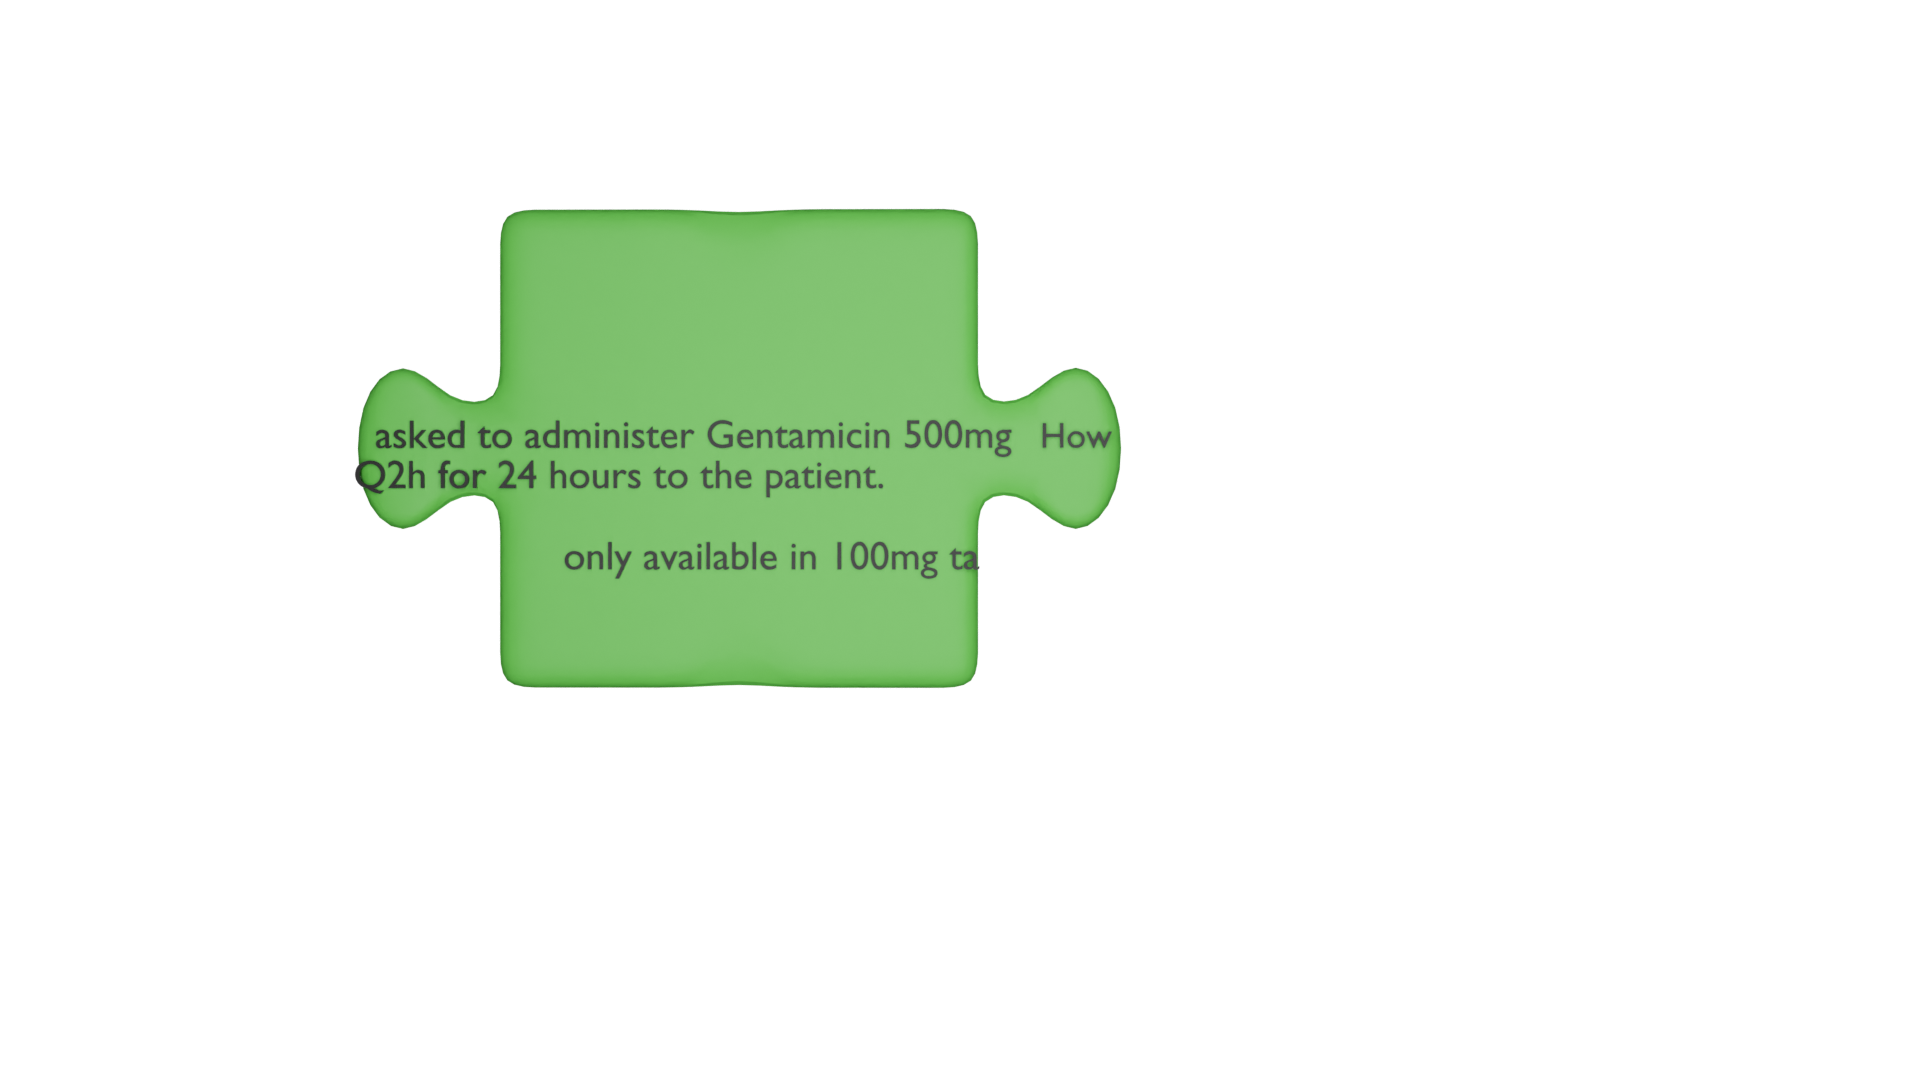 asked to administer Gentamicin 500mg How
Q2h for 24 hours to the patient.
only available in 100mg ta